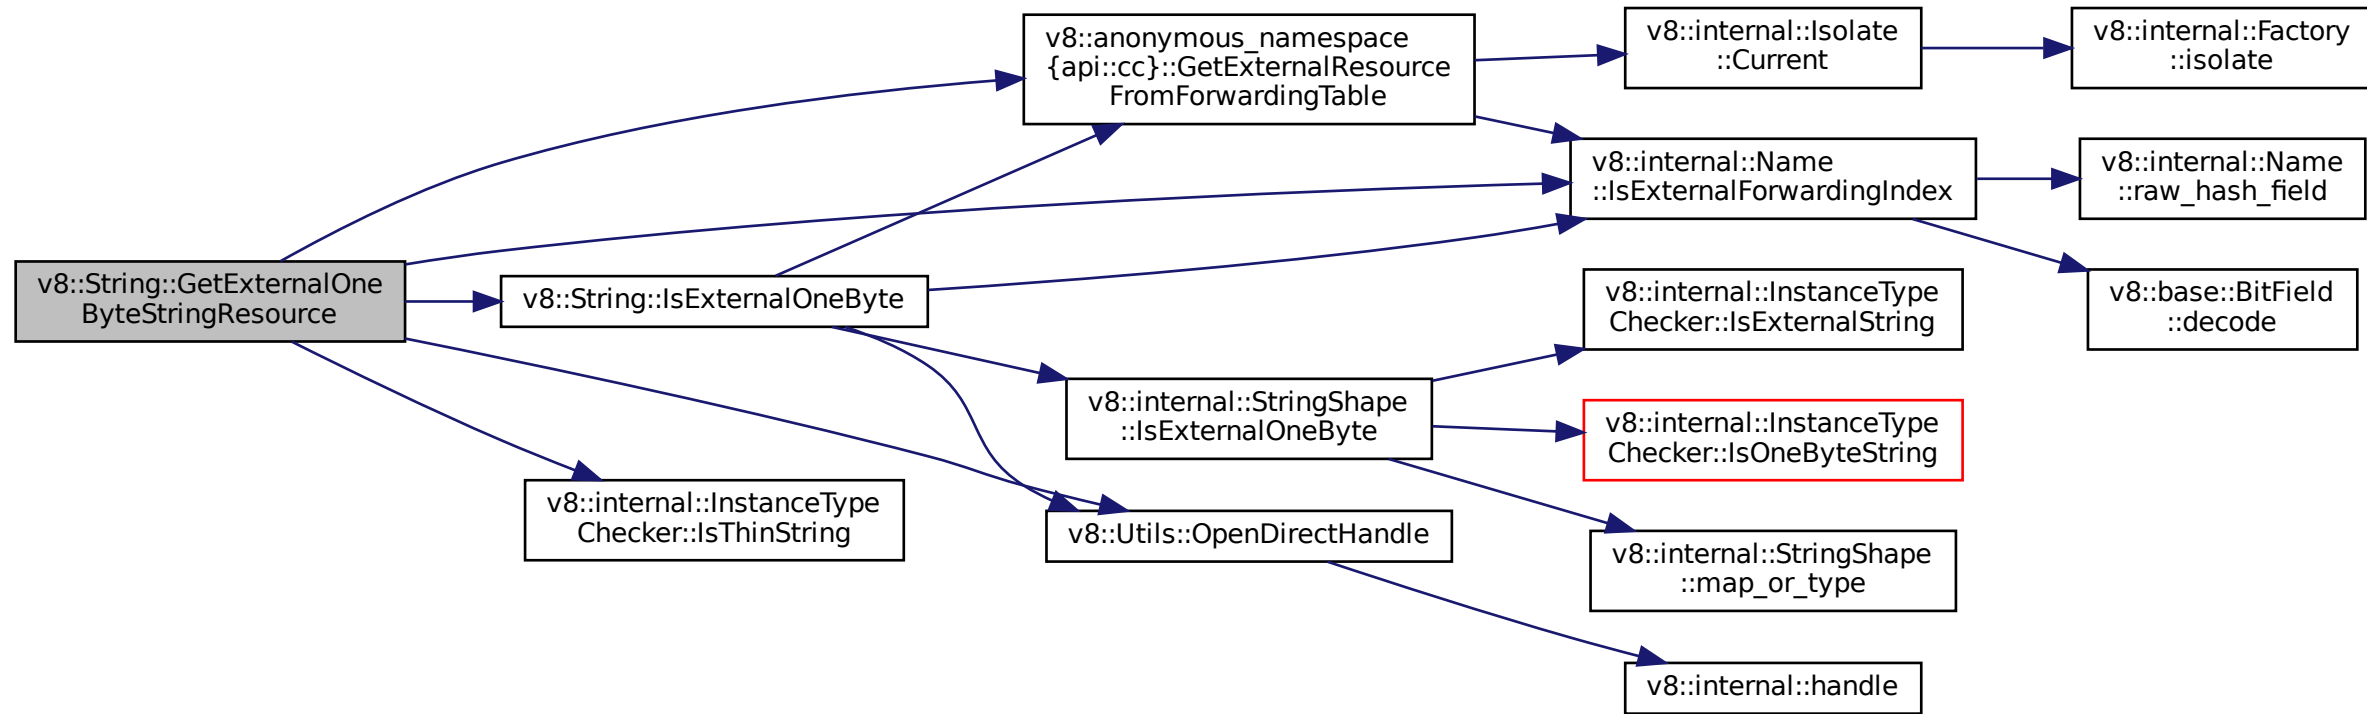 v8::String::GetExternalOne
ByteStringResource
v8::anonymous_namespace
{api::cc}::GetExternalResource
FromForwardingTable
v8::internal::Isolate
::Current
v8::internal::Factory
::isolate
v8::internal::Name
::IsExternalForwardingIndex
v8::internal::Name
::raw_hash_field
v8::base::BitField
::decode
v8::String::IsExternalOneByte
v8::internal::StringShape
::IsExternalOneByte
v8::internal::InstanceType
Checker::IsExternalString
v8::internal::InstanceType
Checker::IsOneByteString
v8::internal::StringShape
::map_or_type
v8::internal::InstanceType
Checker::IsThinString
v8::Utils::OpenDirectHandle
v8::internal::handle